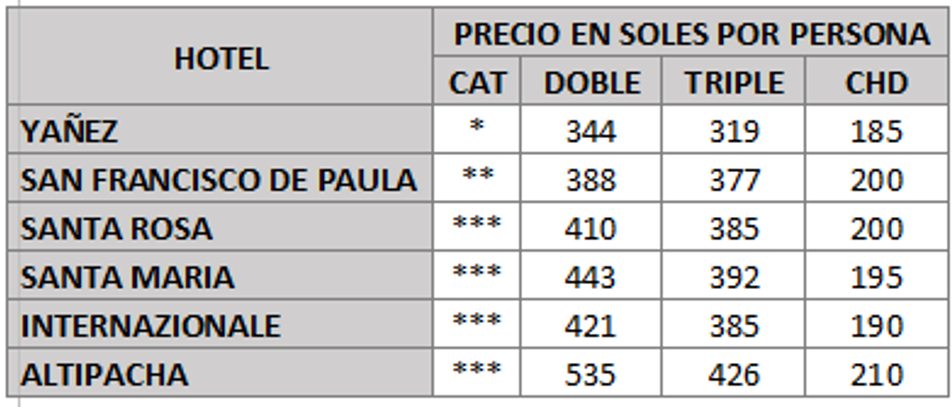 HOTEL PRECIO EN SOLES POR PERSONA
CAT DOBLE TRIPLE CHD
YAÑEZ * 344 319 185
SAN FRANCISCO DE PAULA ** 388 377 200
SANTA ROSA *** 410 385 200
SANTA MARIA *** 443 392 195
INTERNAZIONALE *** 421 385 190
ALTIPACHA *** 535 426 210